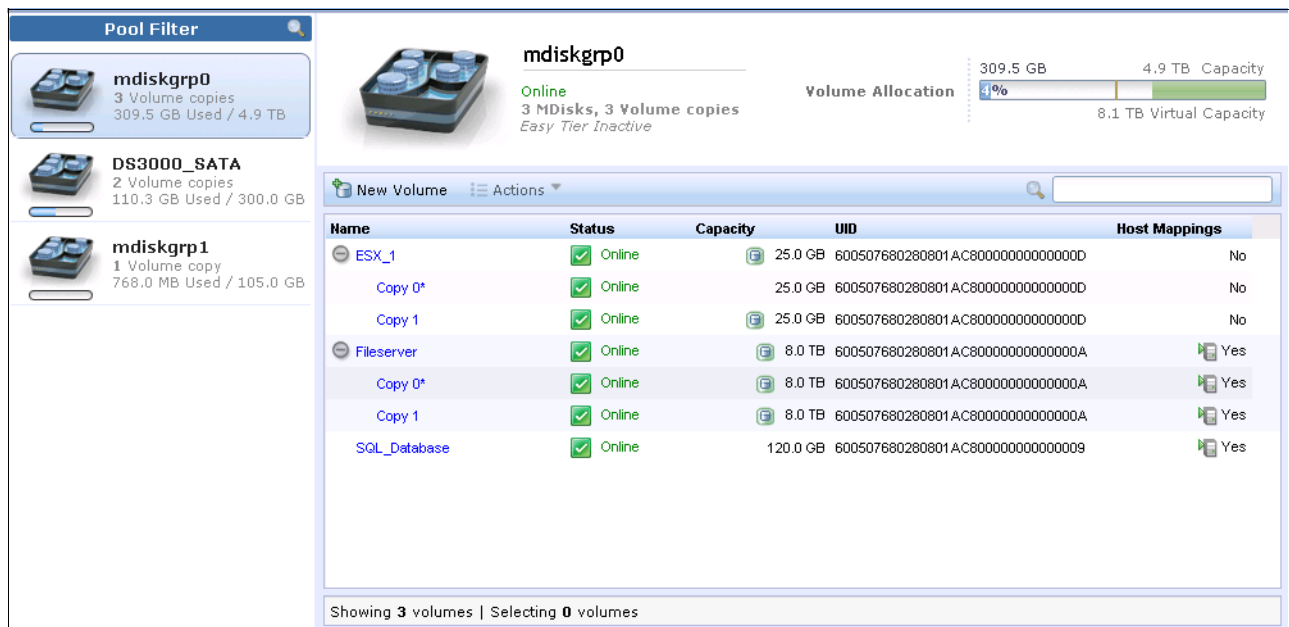 Pool Filter
mdiskgrp0
3 Volume copies
309.5 GB Used / 4.9 TB
DS3000_SATA
2 Volume copies
110.3 GB Used / 300.0 GB
mdiskgrp1
1 Volume copy
768.0 MB Used / 105.0 GB
mdiskgrp0
Online
3 MDisks, 3 Volume copies
Easy Tier Inactive
Volume Allocation
309.5 GB 4.9 TB Capacity
4%
8.1 TB Virtual Capacity
New Volume Actions
Name Status Capacity UID Host Mappings
ESX_1 Online 25.0 GB 600507680280801AC80000000000000D No
Copy 0* Online 25.0 GB 600507680280801AC80000000000000D No
Copy 1 Online 25.0 GB 600507680280801AC80000000000000D No
Fileserver Online 8.0 TB 600507680280801AC80000000000000A Yes
Copy 0* Online 8.0 TB 600507680280801AC80000000000000A Yes
Copy 1 Online 8.0 TB 600507680280801AC80000000000000A Yes
SQL_Database Online 120.0 GB 600507680280801AC800000000000009 Yes
Showing 3 volumes | Selecting 0 volumes